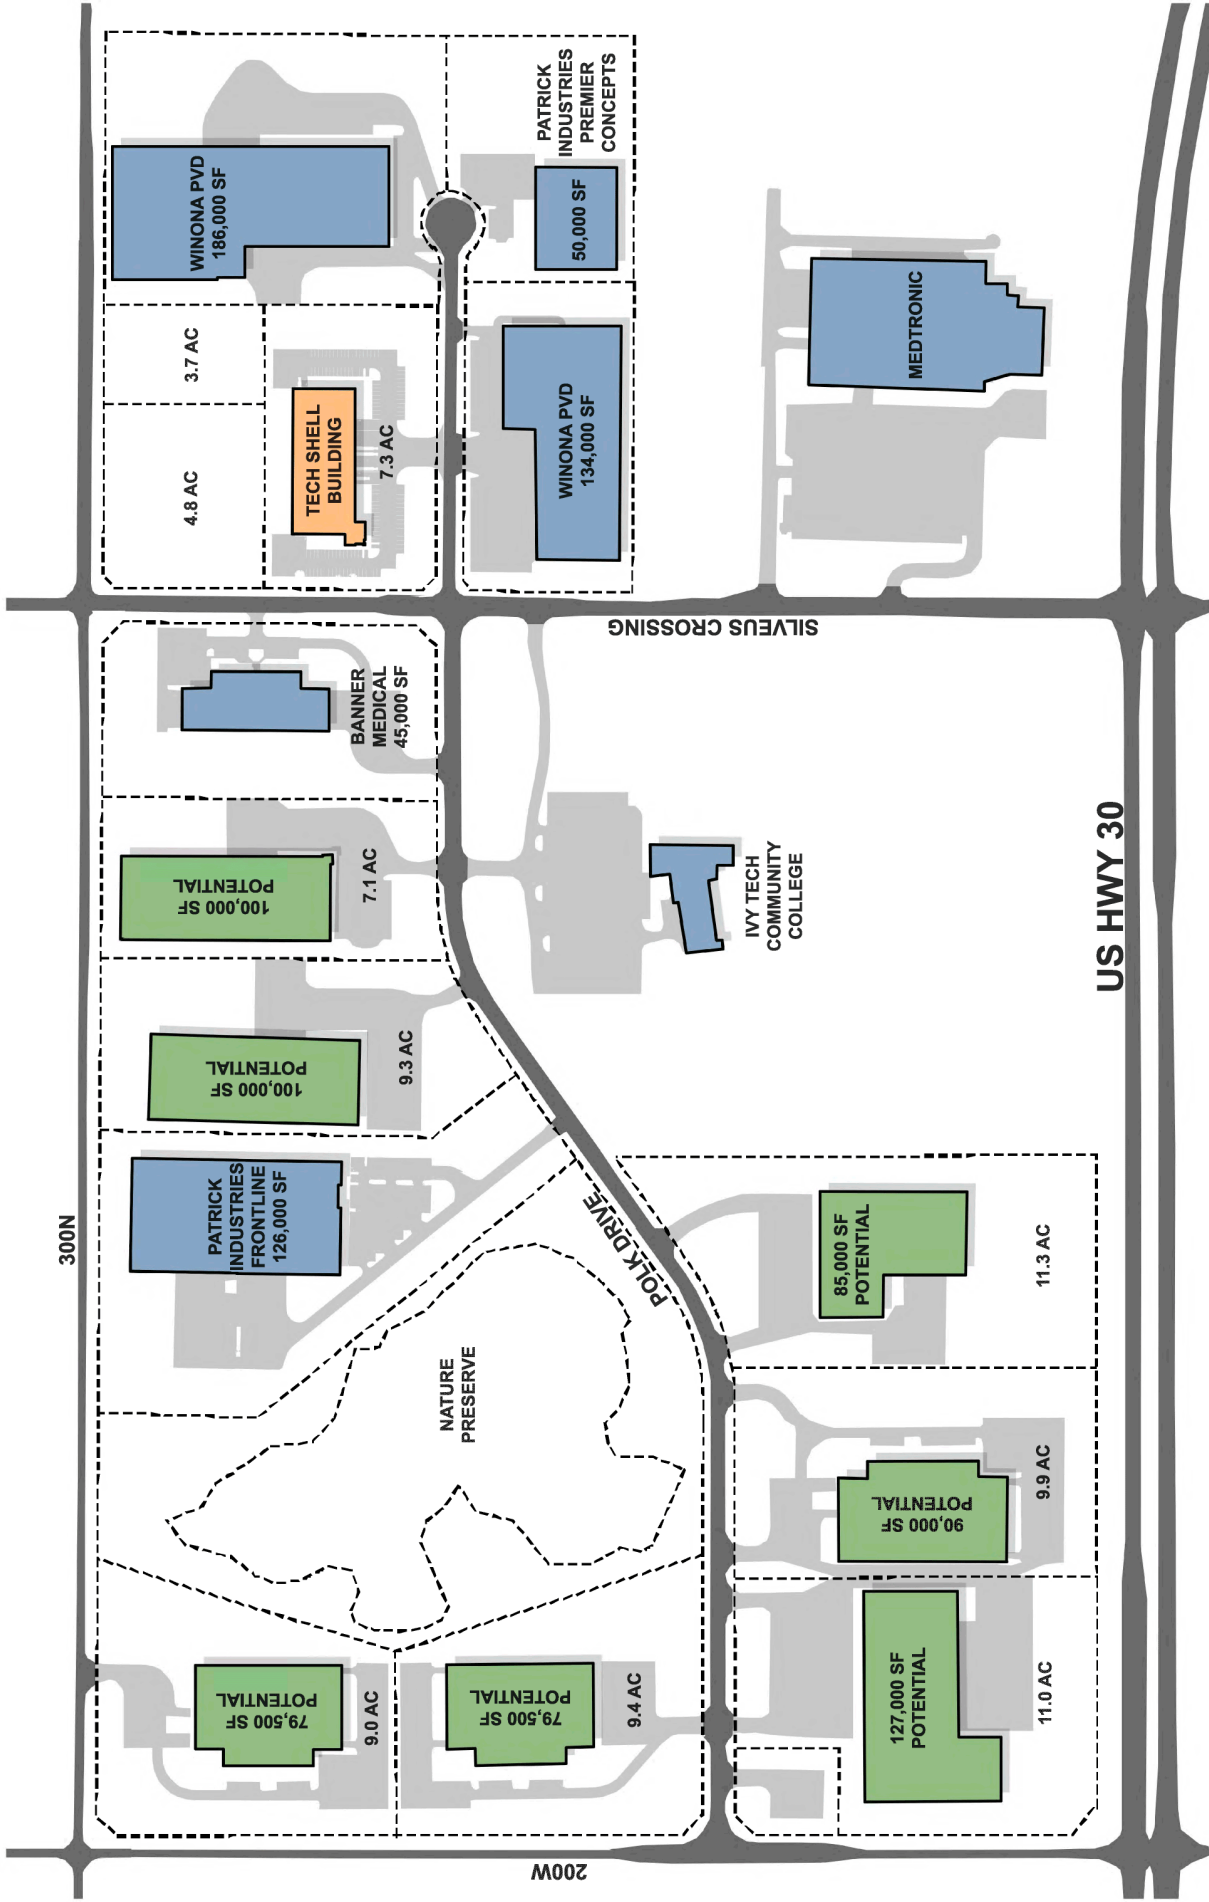 300N
WINONA PVD
186,000 SF
PATRICK
INDUSTRIES
PREMIER
CONCEPTS
50,000 SF
3.7 AC
4.8 AC
TECH SHELL
BUILDING
7.3 AC
WINONA PVD
134,000 SF
MEDTRONIC
SILVEUS CROSSING
BANNER
MEDICAL
45,000 SF
100,000 SF
POTENTIAL
7.1 AC
IVY TECH
COMMUNITY
COLLEGE
US HWY 30
100,000 SF
POTENTIAL
9.3 AC
PATRICK
INDUSTRIES
FRONTLINE
126,000 SF
POLK DRIVE
NATURE
PRESERVE
85,000 SF
POTENTIAL
11.3 AC
90,000 SF
POTENTIAL
9.9 AC
79,500 SF
POTENTIAL
9.0 AC
79,500 SF
POTENTIAL
9.4 AC
127,000 SF
POTENTIAL
11.0 AC
200W